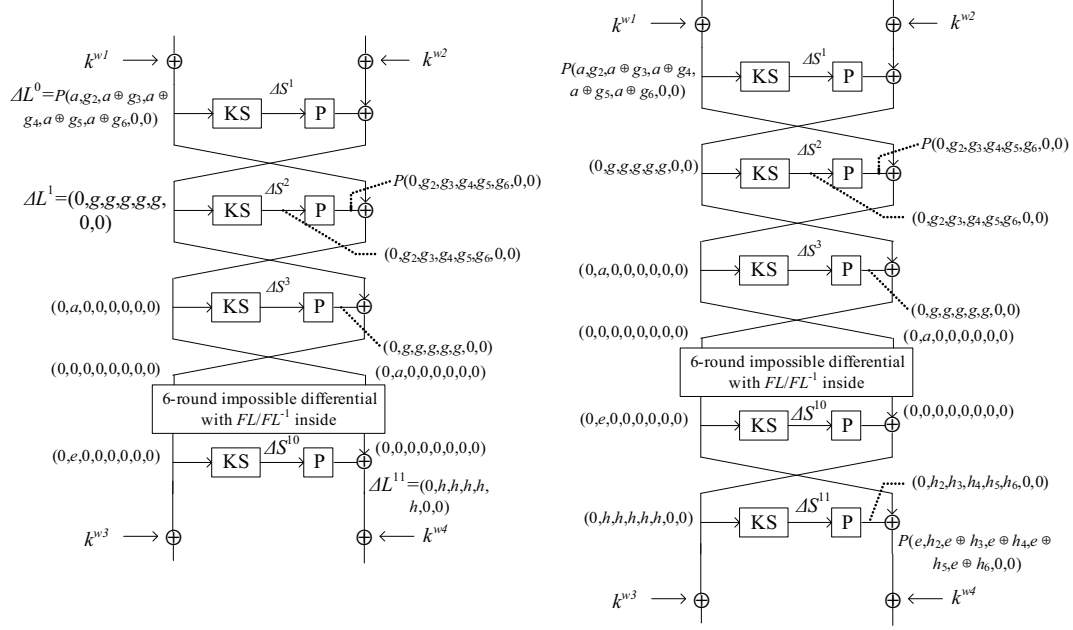 k^{w1}
k^{w2}
ΔL^0=P(a,g_2,a ⊕ g_3,a ⊕
g_4,a ⊕ g_5,a ⊕ g_6,0,0)
ΔS^1
KS
P
ΔL^1=(0,g,g,g,g,g,
0,0)
ΔS^2
KS
P
P(0,g_2,g_3,g_4,g_5,g_6,0,0)
(0,g_2,g_3,g_4,g_5,g_6,0,0)
(0,a,0,0,0,0,0,0)
ΔS^3
KS
P
(0,g,g,g,g,g,0,0)
(0,0,0,0,0,0,0,0)
(0,a,0,0,0,0,0,0)
6-round impossible differential
with FL/FL^{-1} inside
(0,e,0,0,0,0,0,0)
ΔS^{10}
KS
P
(0,0,0,0,0,0,0,0)
ΔL^{11}=(0,h,h,h,h,
h,0,0)
k^{w3}
k^{w4}
k^{w1}
k^{w2}
P(a,g_2,a ⊕ g_3,a ⊕ g_4,
a ⊕ g_5,a ⊕ g_6,0,0)
ΔS^1
KS
P
(0,g,g,g,g,g,0,0)
ΔS^2
KS
P
P(0,g_2,g_3,g_4,g_5,g_6,0,0)
(0,g_2,g_3,g_4,g_5,g_6,0,0)
(0,a,0,0,0,0,0,0)
ΔS^3
KS
P
(0,g,g,g,g,g,0,0)
(0,0,0,0,0,0,0,0)
(0,a,0,0,0,0,0,0)
6-round impossible differential
with FL/FL^{-1} inside
(0,e,0,0,0,0,0,0)
ΔS^{10}
KS
P
(0,0,0,0,0,0,0,0)
(0,h,h,h,h,h,0,0)
ΔS^{11}
KS
P
(0,h_2,h_3,h_4,h_5,h_6,0,0)
P(e,h_2,e ⊕ h_3,e ⊕ h_4,e ⊕
h_5,e ⊕ h_6,0,0)
k^{w3}
k^{w4}